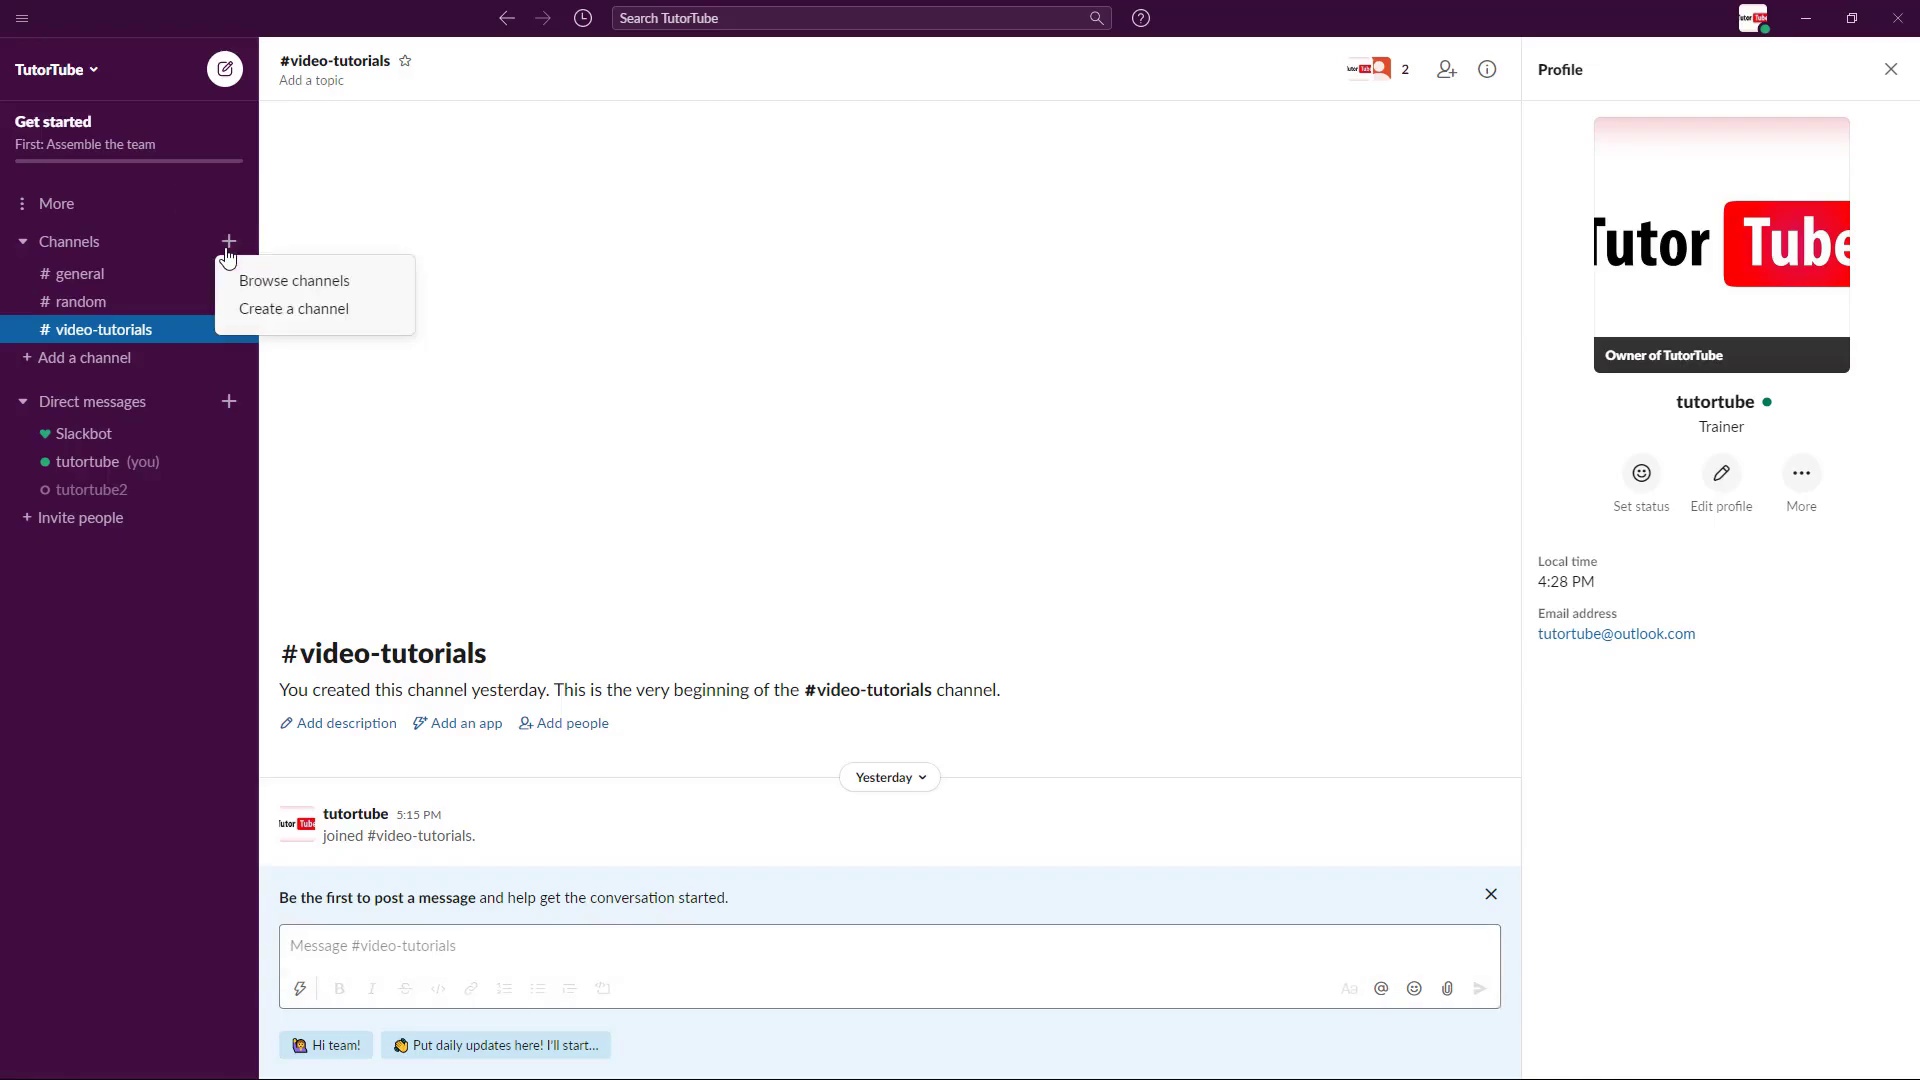 Search TutorTube
TutorTube
Get started
First: Assemble the team
More
Channels
# general
# random
# video-tutorials
+ Add a channel
Direct messages
Slackbot
tutortube (you)
tutortube2
+ Invite people
Browse channels
Create a channel
#video-tutorials
Add a topic
2
#video-tutorials
You created this channel yesterday. This is the very beginning of the #video-tutorials channel.
Add description
Add an app
Add people
Yesterday
tutortube 5:15 PM
joined #video-tutorials.
Be the first to post a message and help get the conversation started.
Message #video-tutorials
B I S
Aa @
Hi team!
Put daily updates here! I'll start...
Profile
Tutor Tube
Owner of TutorTube
tutortube
Trainer
Set status
Edit profile
More
Local time
4:28 PM
Email address
tutortube@outlook.com